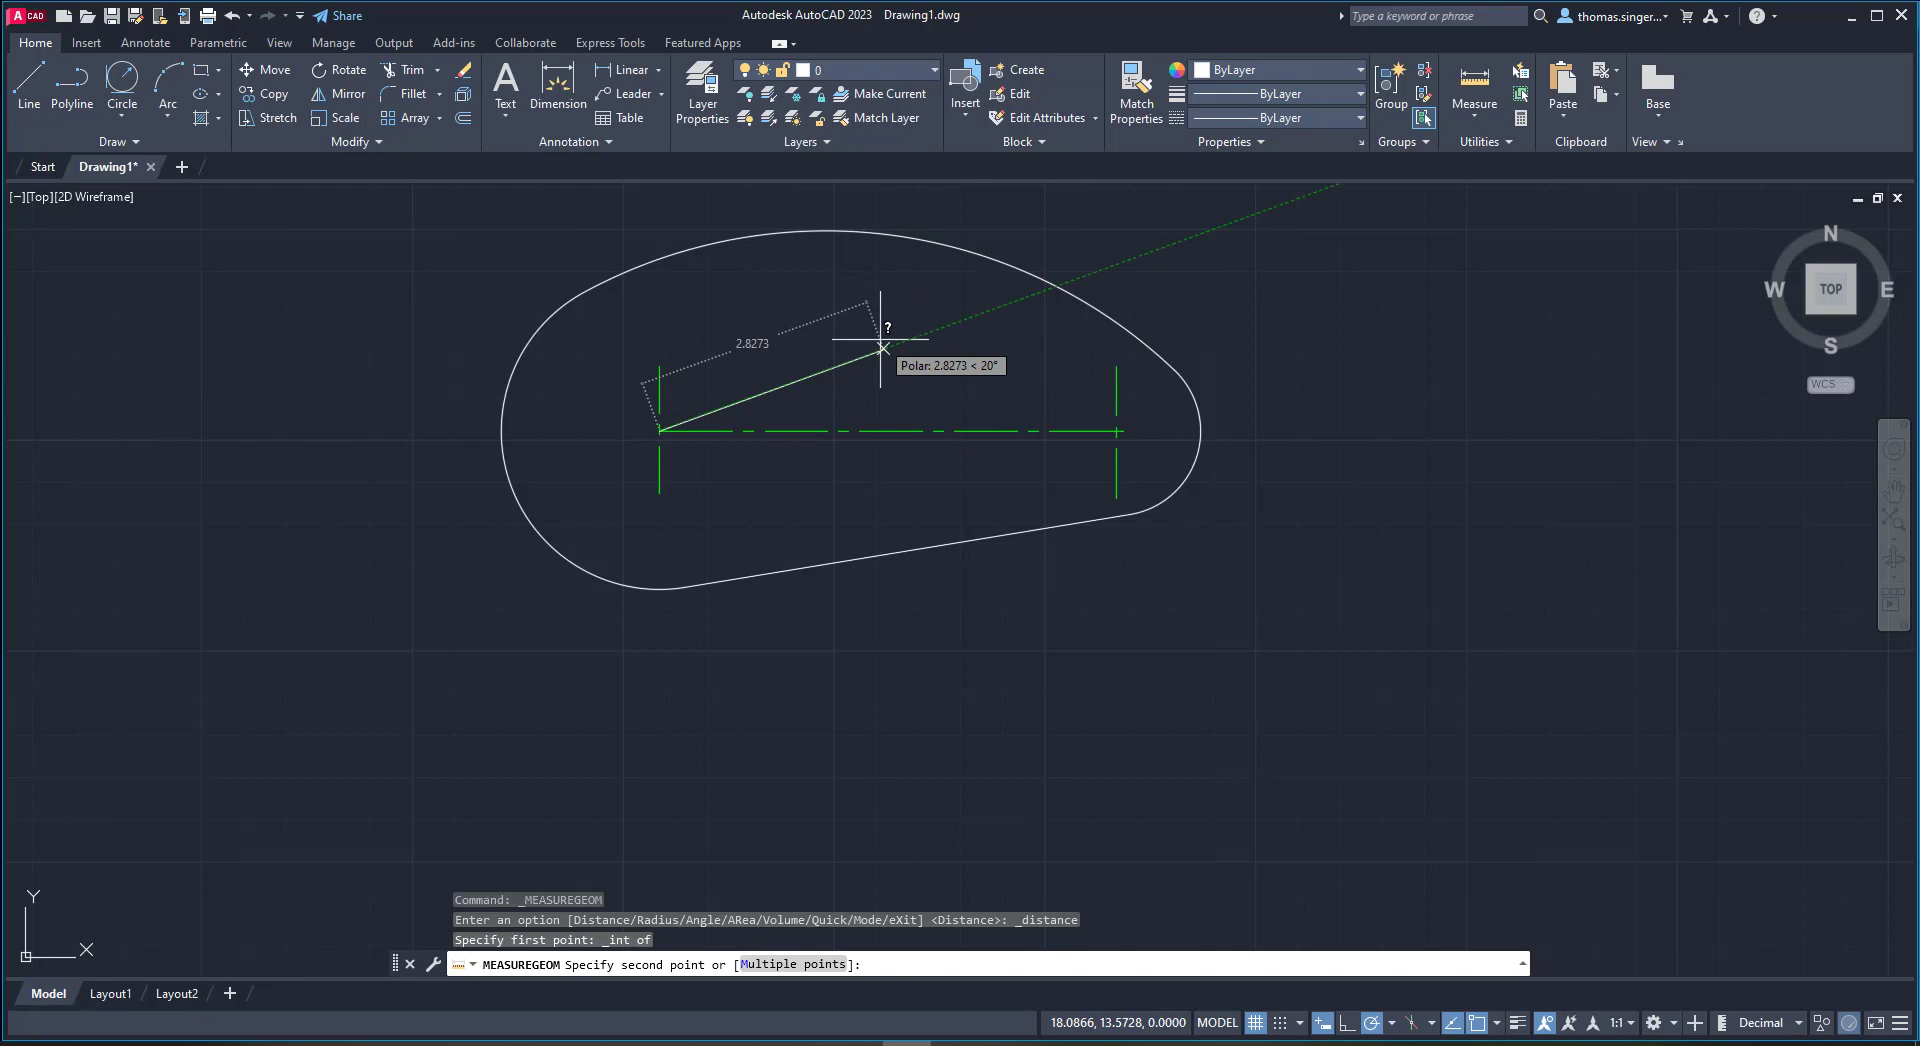 CAD
Share
Autodesk AutoCAD 2023 Drawing1.dwg
Type a keyword or phrase
thomas.singer...
Home Insert Annotate Parametric View Manage Output Add-ins Collaborate Express Tools Featured Apps
Line Polyline Circle Arc
Move Rotate Trim
Copy Mirror Fillet
Stretch Scale Array
Text Dimension
Linear
Leader
Table
Layer Properties
0
Make Current
Match Layer
Insert
Create
Edit
Edit Attributes
Match Properties
ByLayer
ByLayer
ByLayer
Group
Measure
Paste
Base
Draw Modify Annotation Layers Block Properties Groups Utilities Clipboard View
Start Drawing1*
[−][Top][2D Wireframe]
N
W TOP E
S
WCS
2.8273
?
Polar: 2.8273 < 20°
Y
X
Command: _MEASUREGEOM
Enter an option [Distance/Radius/Angle/ARea/Volume/Quick/Mode/eXit] <Distance>: _distance
Specify first point: _int of
MEASUREGEOM Specify second point or [Multiple points]:
Model Layout1 Layout2
18.0866, 13.5728, 0.0000 MODEL 1:1 Decimal